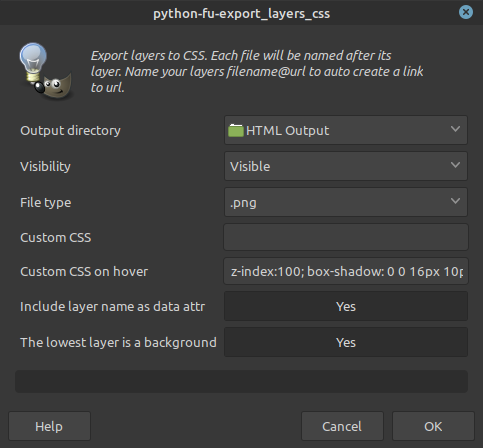 python-fu-export_layers_css
Export layers to CSS. Each file will be named after its
layer. Name your layers filename@url to auto create a link
to url.
Output directory HTML Output
Visibility Visible
File type .png
Custom CSS
Custom CSS on hover z-index:100; box-shadow: 0 0 16px 10p
Include layer name as data attr Yes
The lowest layer is a background Yes
Help Cancel OK